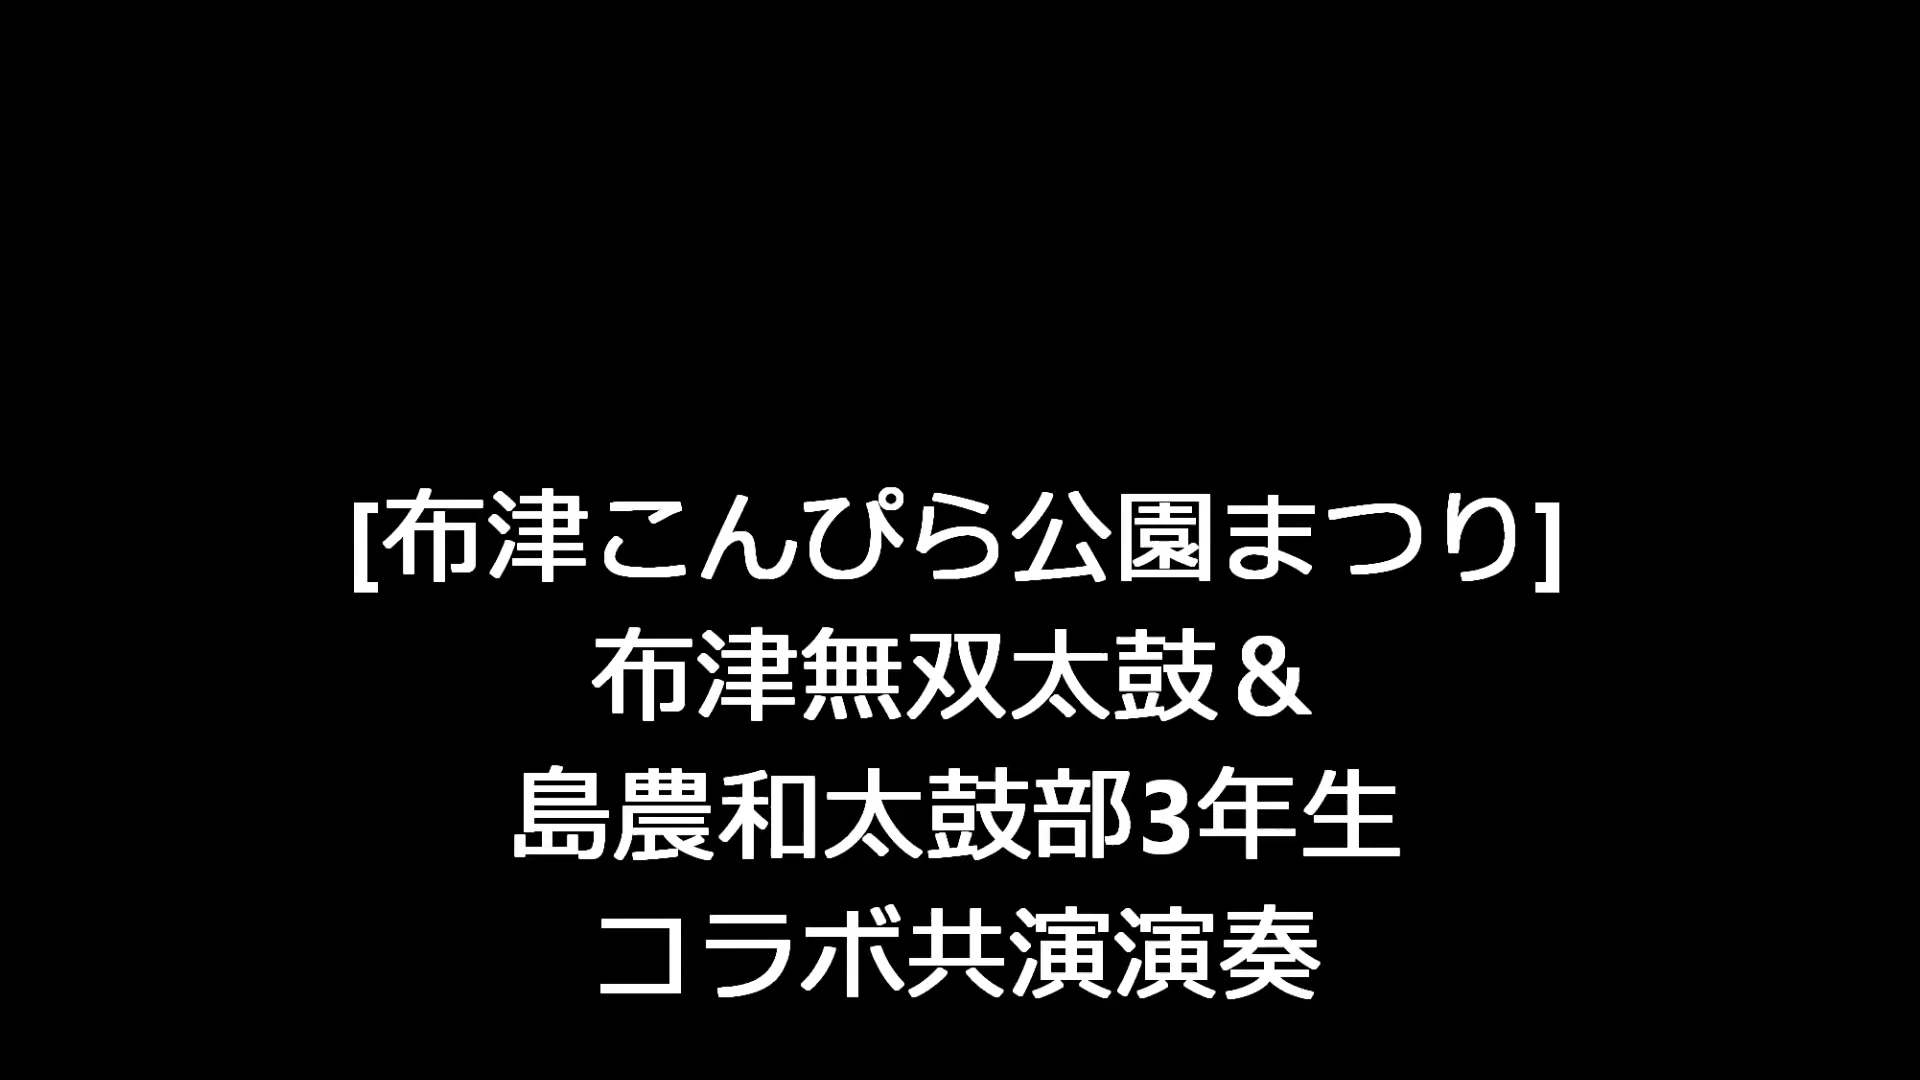 [布津こんぴら公園まつり]
布津無双太鼓＆
島農和太鼓部3年生
コラボ共演演奏